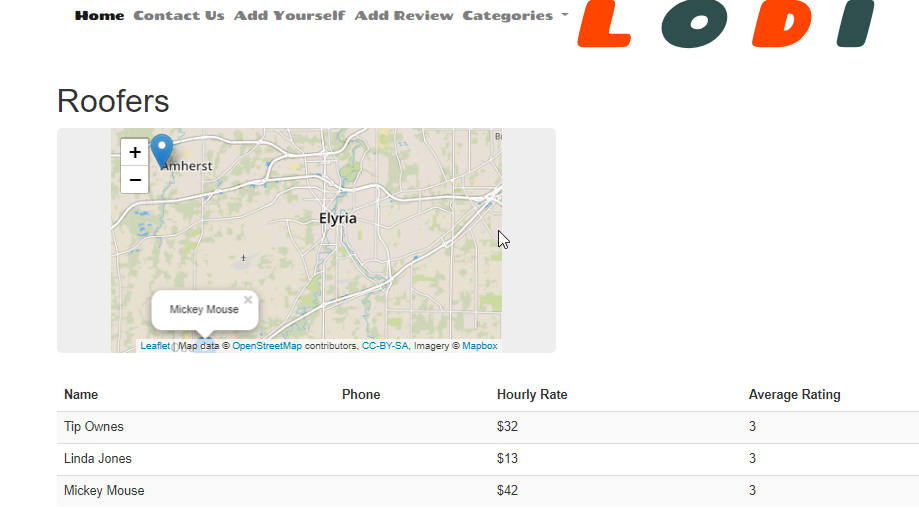 Home Contact Us Add Yourself Add Review Categories
LODI
Roofers
+
−
Amherst
Elyria
Mickey Mouse ×
Leaflet | Map data © OpenStreetMap contributors, CC-BY-SA, Imagery © Mapbox
Name Phone Hourly Rate Average Rating
Tip Ownes $32 3
Linda Jones $13 3
Mickey Mouse $42 3